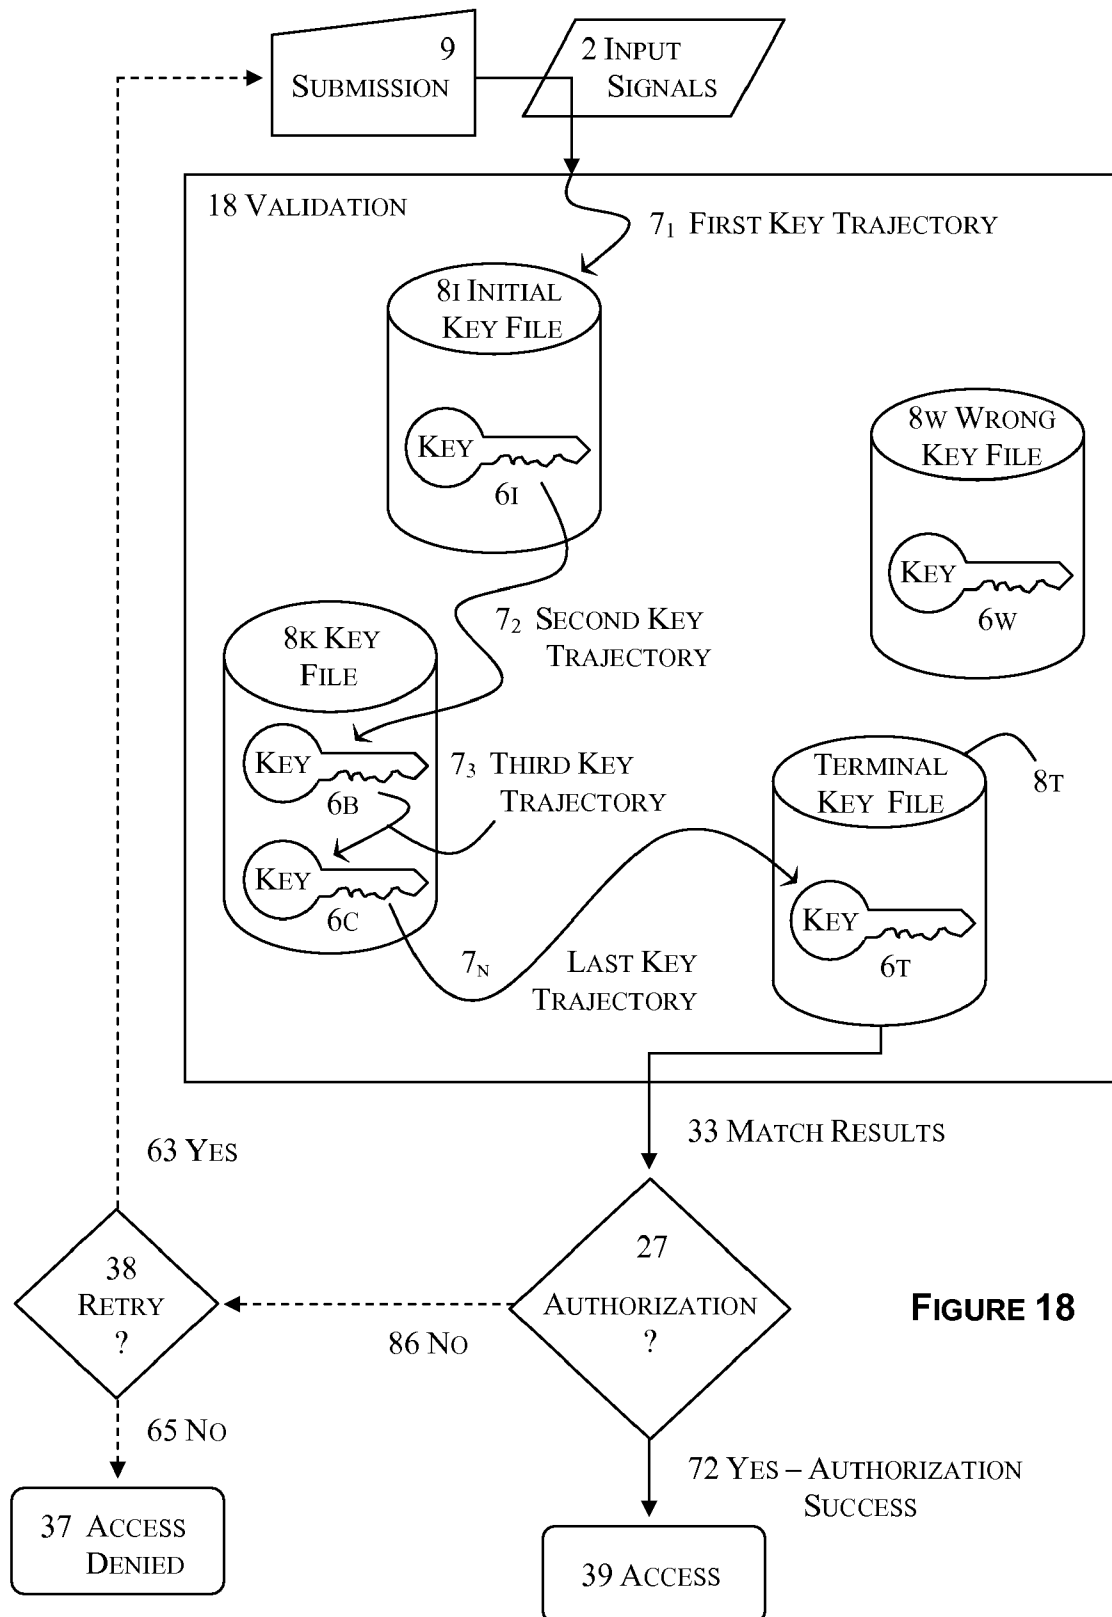 9
SUBMISSION
2 INPUT
SIGNALS
18 VALIDATION
7₁ FIRST KEY TRAJECTORY
8I INITIAL
KEY FILE
KEY
6I
8W WRONG
KEY FILE
KEY
6W
7₂ SECOND KEY
TRAJECTORY
8K KEY
FILE
KEY
6B
7₃ THIRD KEY
TRAJECTORY
KEY
6C
TERMINAL
KEY FILE
8T
KEY
6T
7N LAST KEY
TRAJECTORY
33 MATCH RESULTS
63 YES
38
RETRY
?
27
AUTHORIZATION
?
86 NO
FIGURE 18
65 NO
72 YES – AUTHORIZATION
SUCCESS
37 ACCESS
DENIED
39 ACCESS